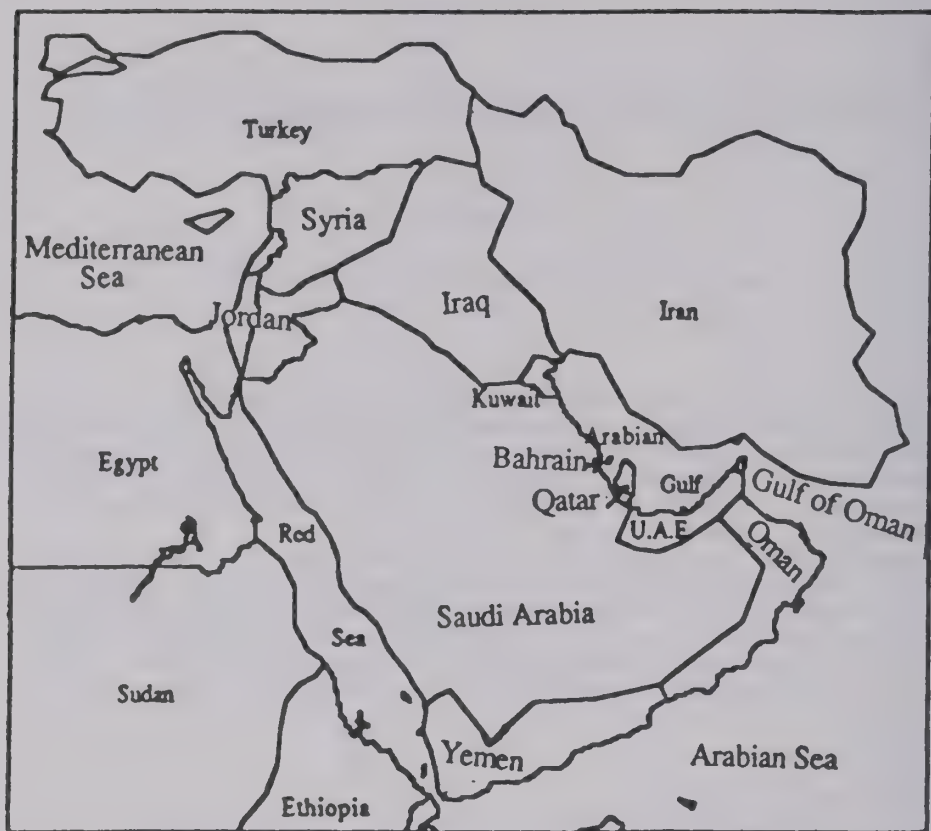 Turkey
Syria
Mediterranean
Sea
Jordan
Iraq
Iran
Kuwait
Arabian
Bahrain
Gulf
Qatar
Gulf of Oman
Egypt
Red
U.A.E
Oman
Saudi Arabia
Sea
Sudan
Yemen
Arabian Sea
Ethiopia